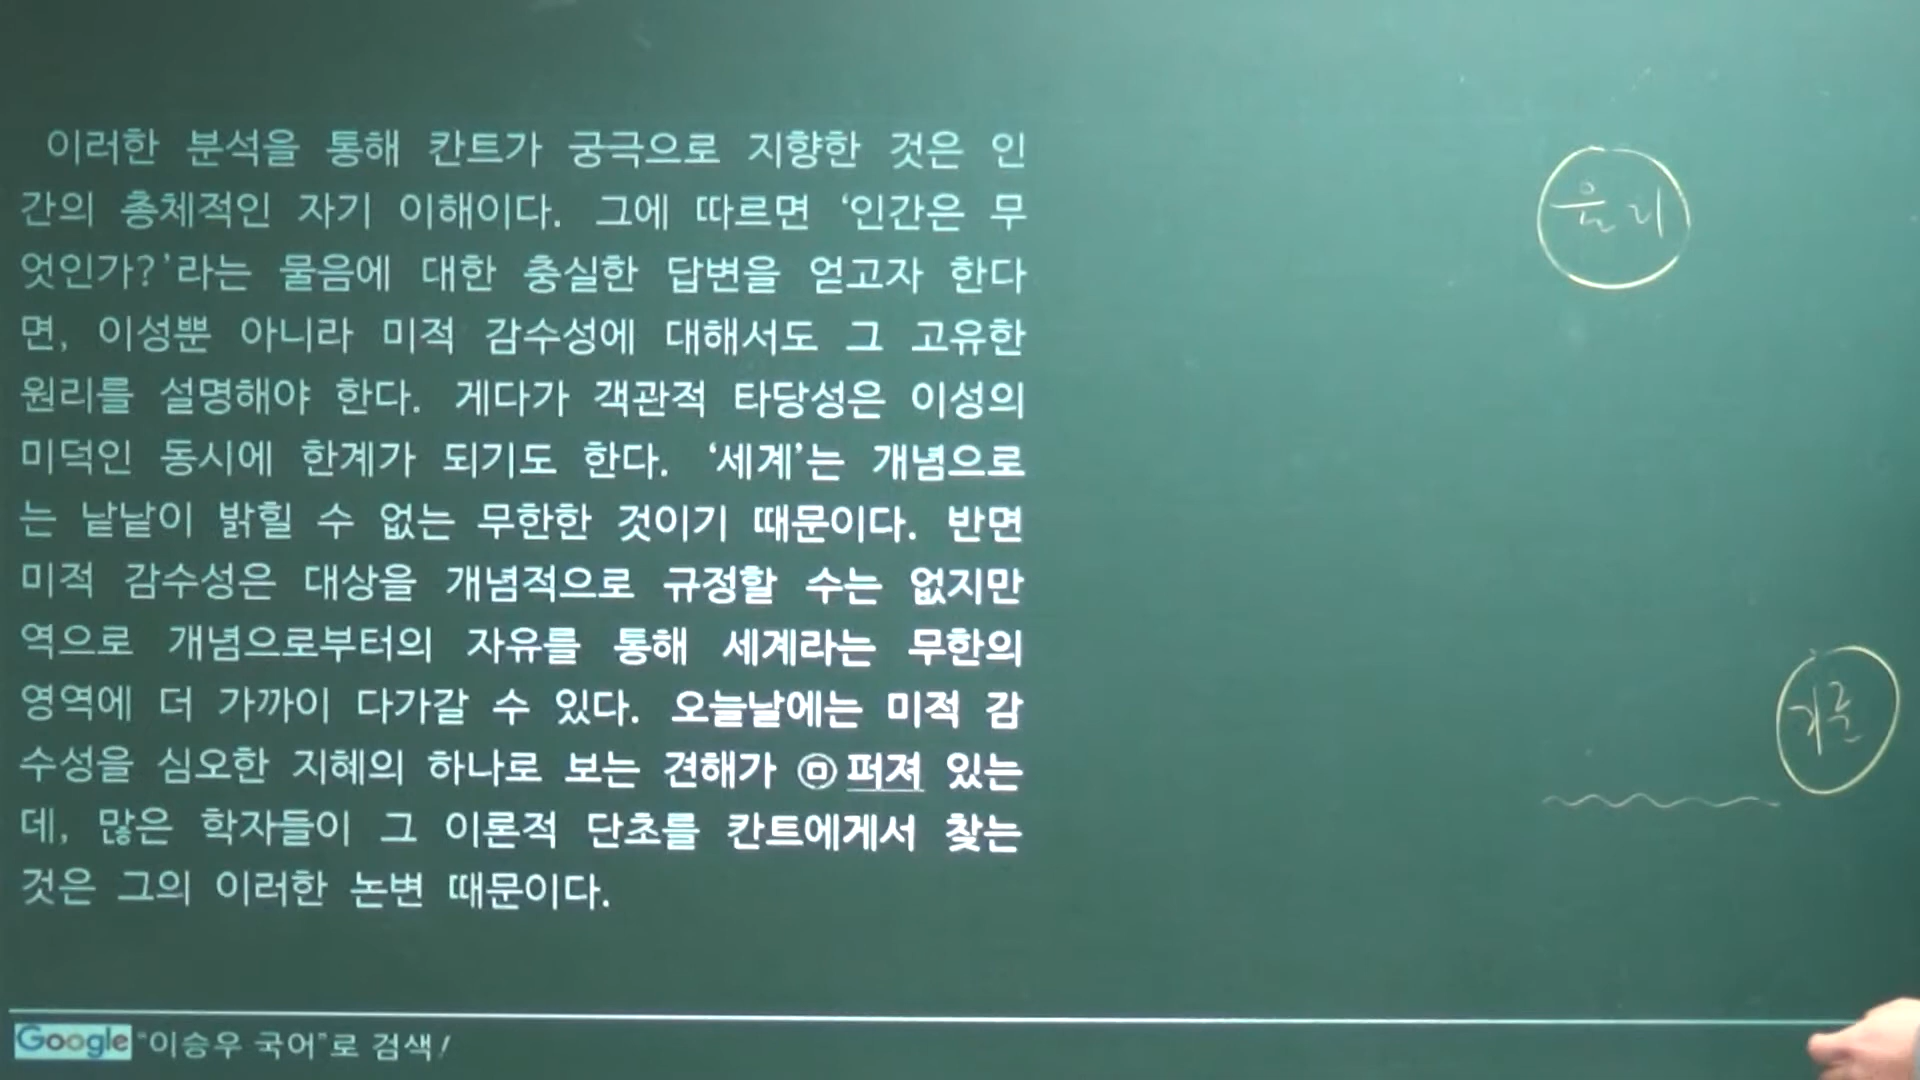 이러한 분석을 통해 칸트가 궁극으로 지향한 것은 인
간의 총체적인 자기 이해이다. 그에 따르면 ‘인간은 무
엇인가?’라는 물음에 대한 충실한 답변을 얻고자 한다
면, 이성뿐 아니라 미적 감수성에 대해서도 그 고유한
원리를 설명해야 한다. 게다가 객관적 타당성은 이성의
미덕인 동시에 한계가 되기도 한다. ‘세계’는 개념으로
는 낱낱이 밝힐 수 없는 무한한 것이기 때문이다. 반면
미적 감수성은 대상을 개념적으로 규정할 수는 없지만
역으로 개념으로부터의 자유를 통해 세계라는 무한의
영역에 더 가까이 다가갈 수 있다. 오늘날에는 미적 감
수성을 심오한 지혜의 하나로 보는 견해가 ㉤퍼져 있는
데, 많은 학자들이 그 이론적 단초를 칸트에게서 찾는
것은 그의 이러한 논변 때문이다.
윤리
Google “이승우 국어”로 검색!